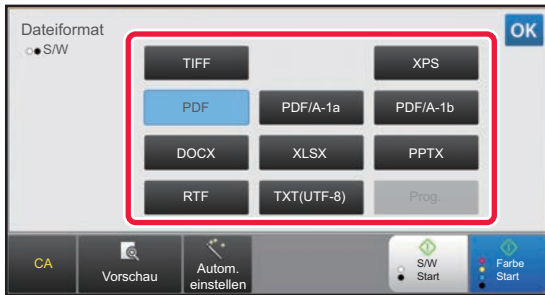 Dateiformat
OK
S/W
TIFF
XPS
PDF
PDF/A-1a
PDF/A-1b
DOCX
XLSX
PPTX
RTF
TXT(UTF-8)
Prog.
CA
Vorschau
Autom.
einstellen
S/W
Start
Farbe
Start